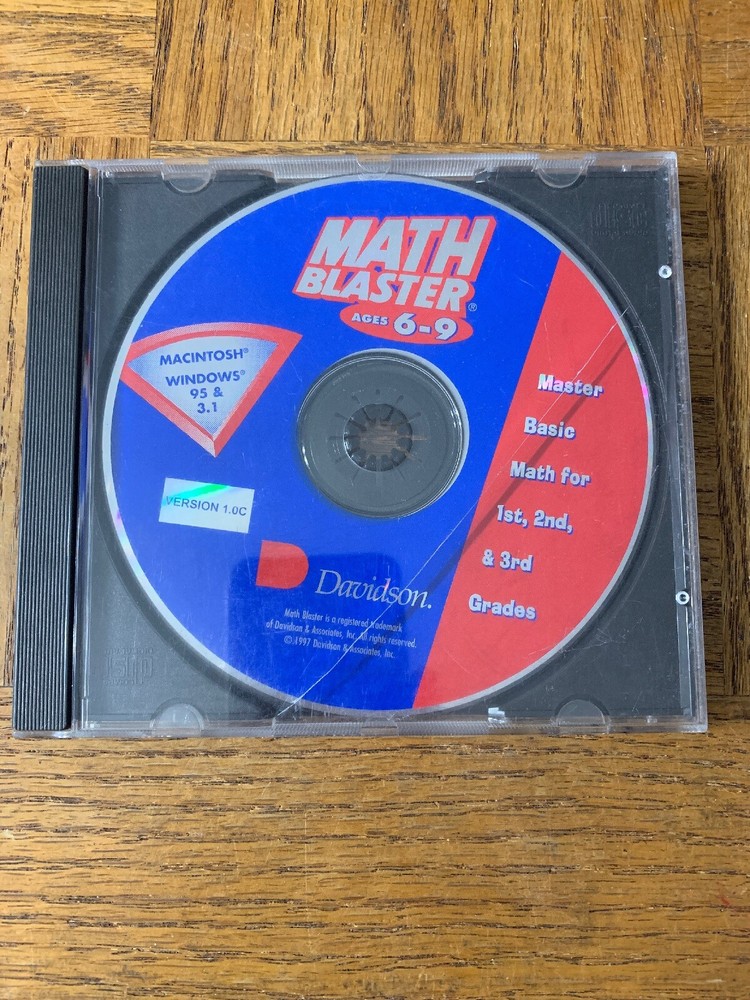 MATH
BLASTER®
AGES 6-9
MACINTOSH®
WINDOWS®
95 &
3.1
Master
Basic
Math for
1st, 2nd,
& 3rd
Grades
VERSION 1.0C
Davidson.
Math Blaster is a registered trademark
of Davidson & Associates, Inc. All rights reserved.
© 1997 Davidson & Associates, Inc.